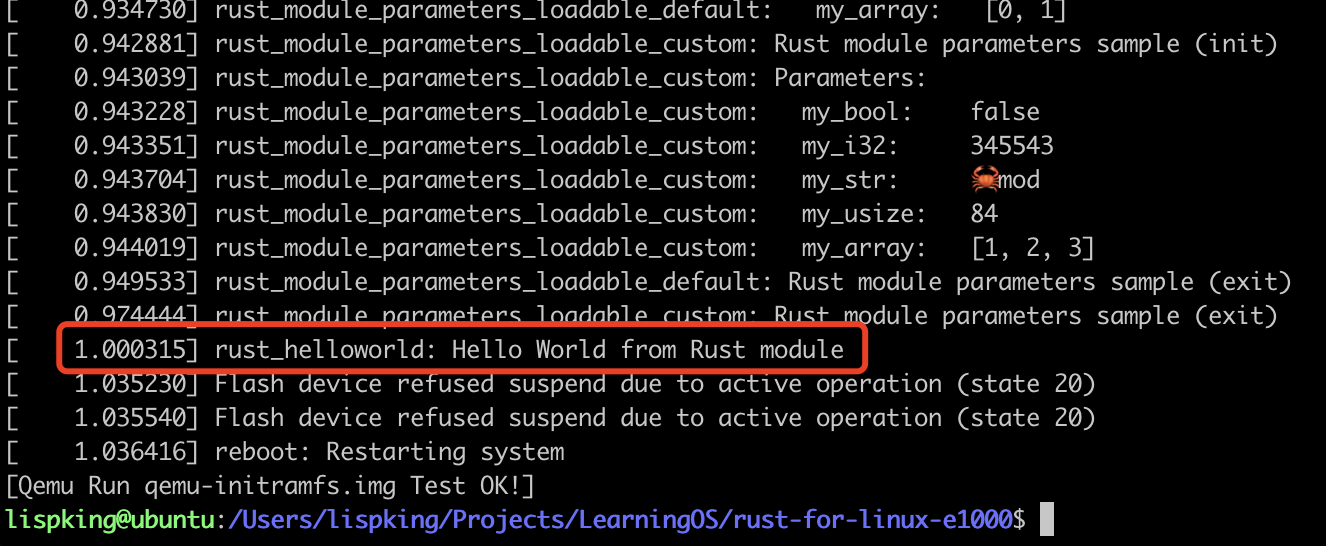 [    0.934730] rust_module_parameters_loadable_default:   my_array:   [0, 1]
[    0.942881] rust_module_parameters_loadable_custom: Rust module parameters sample (init)
[    0.943039] rust_module_parameters_loadable_custom: Parameters:
[    0.943228] rust_module_parameters_loadable_custom:   my_bool:    false
[    0.943351] rust_module_parameters_loadable_custom:   my_i32:     345543
[    0.943704] rust_module_parameters_loadable_custom:   my_str:     🦀mod
[    0.943830] rust_module_parameters_loadable_custom:   my_usize:   84
[    0.944019] rust_module_parameters_loadable_custom:   my_array:   [1, 2, 3]
[    0.949533] rust_module_parameters_loadable_default: Rust module parameters sample (exit)
[    0.974444] rust_module_parameters_loadable_custom: Rust module parameters sample (exit)
[    1.000315] rust_helloworld: Hello World from Rust module
[    1.035230] Flash device refused suspend due to active operation (state 20)
[    1.035540] Flash device refused suspend due to active operation (state 20)
[    1.036416] reboot: Restarting system
[Qemu Run qemu-initramfs.img Test OK!]
lispking@ubuntu:/Users/lispking/Projects/LearningOS/rust-for-linux-e1000$